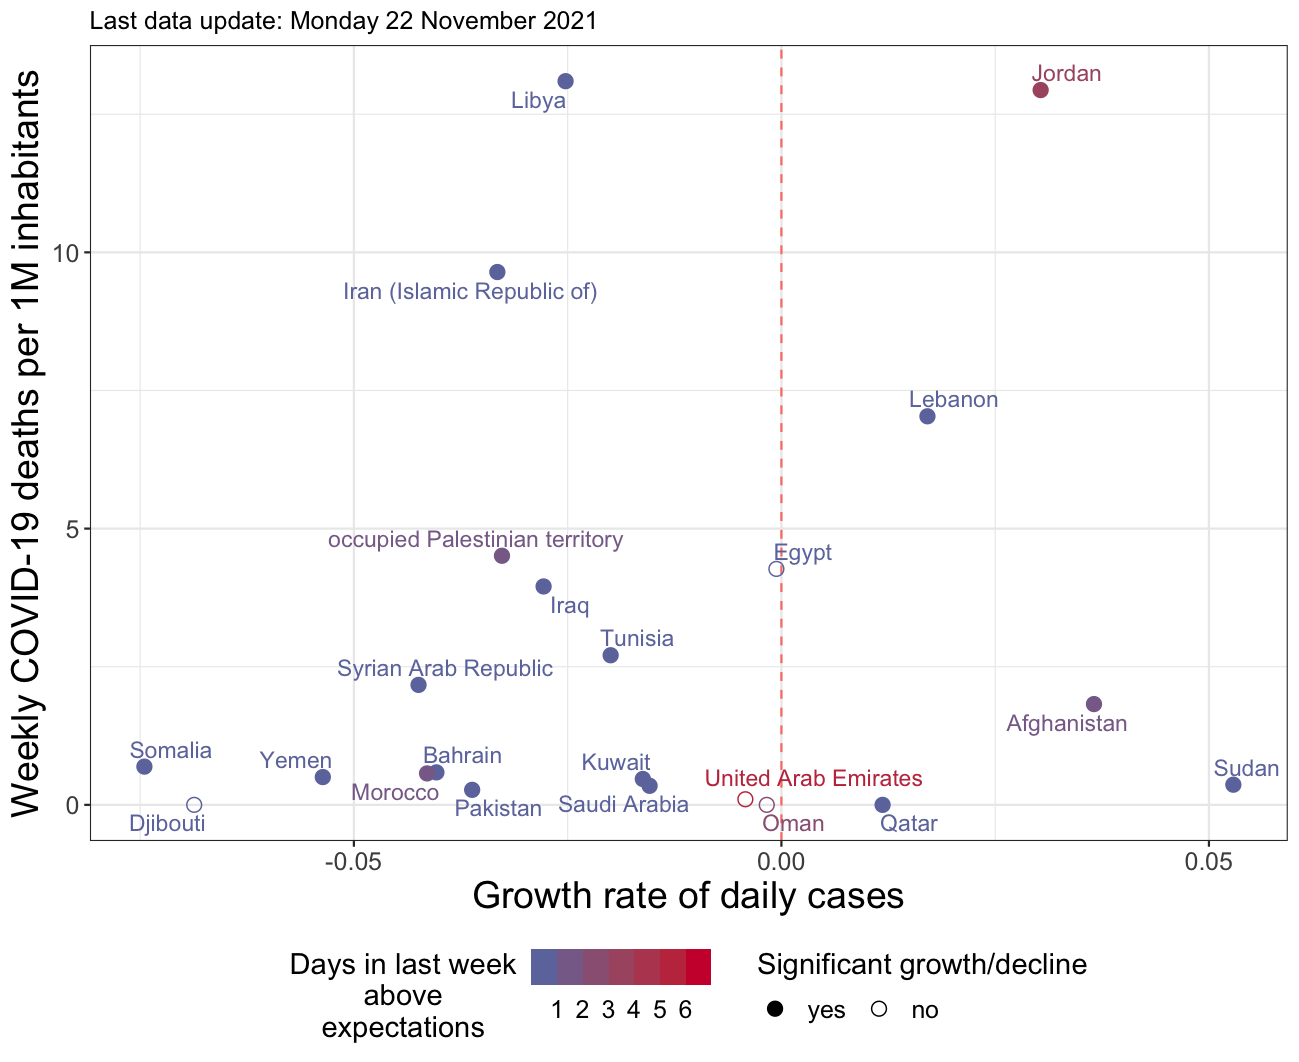 Last data update: Monday 22 November 2021
Weekly COVID-19 deaths per 1M inhabitants
10
5
0
Libya
Jordan
Iran (Islamic Republic of)
Lebanon
occupied Palestinian territory
Egypt
Iraq
Tunisia
Syrian Arab Republic
Afghanistan
Somalia
Yemen
Bahrain
Kuwait
Sudan
United Arab Emirates
Morocco
Pakistan
Saudi Arabia
Djibouti
Oman
Qatar
-0.05
0.00
0.05
Growth rate of daily cases
Days in last week
above
expectations
1 2 3 4 5 6
Significant growth/decline
yes
no